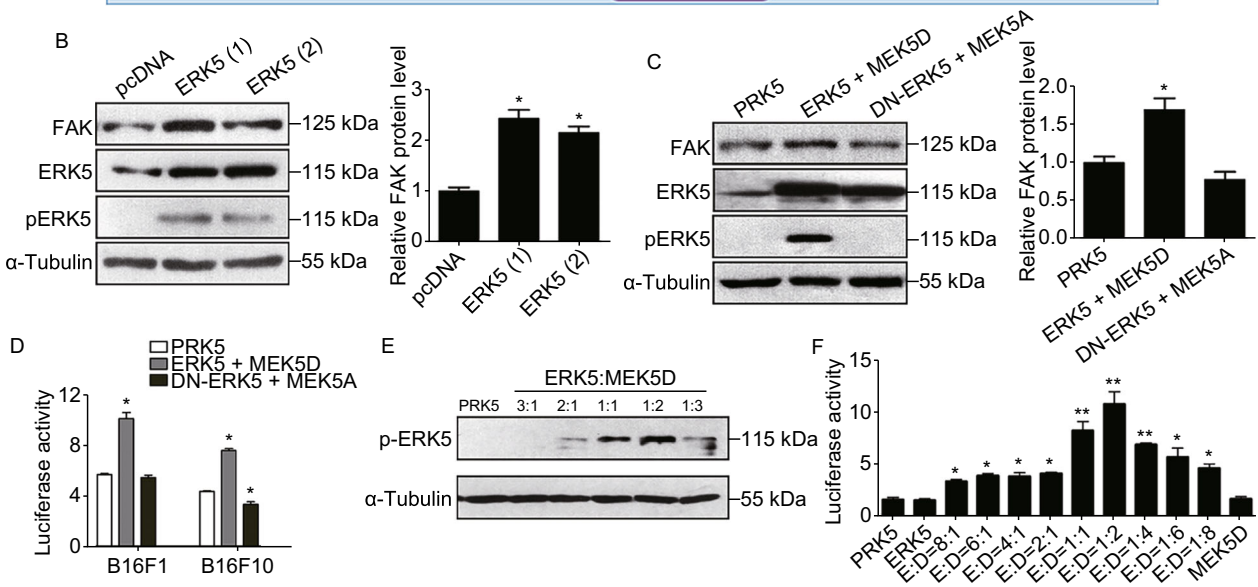 B
pcDNA
ERK5 (1)
ERK5 (2)
FAK
125 kDa
ERK5
115 kDa
pERK5
115 kDa
α-Tubulin
55 kDa
Relative FAK protein level
3
2
1
0
pcDNA
ERK5 (1)
ERK5 (2)
*
*
C
PRK5
ERK5 + MEK5D
DN-ERK5 + MEK5A
FAK
125 kDa
ERK5
115 kDa
pERK5
115 kDa
α-Tubulin
55 kDa
Relative FAK protein level
2.0
1.5
1.0
0.5
0.0
*
PRK5
ERK5 + MEK5D
DN-ERK5 + MEK5A
D
PRK5
ERK5 + MEK5D
DN-ERK5 + MEK5A
Luciferase activity
12
8
4
0
*
*
*
B16F1
B16F10
E
ERK5:MEK5D
PRK5 3:1 2:1 1:1 1:2 1:3
p-ERK5
115 kDa
α-Tubulin
55 kDa
F
Luciferase activity
15
10
5
0
*
*
*
*
**
**
**
*
*
PRK5
ERK5
E:D=8:1
E:D=6:1
E:D=4:1
E:D=2:1
E:D=1:1
E:D=1:2
E:D=1:4
E:D=1:6
E:D=1:8
MEK5D